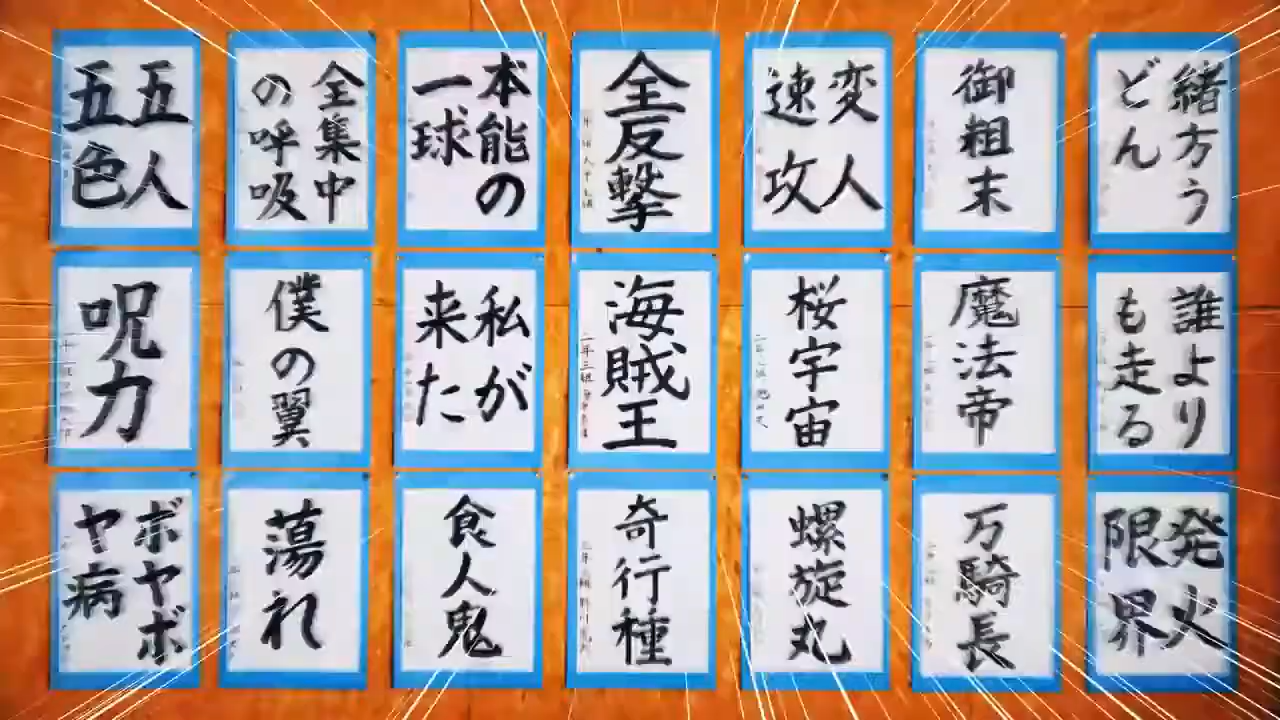 緒方う
どん
御粗末
変人
速攻
全反撃
本能の
一球
全集中
の呼吸
五人
五色
誰より
も走る
魔法帝
桜宇宙
海賊王
私が
来た
僕の翼
呪力
発火
限界
万騎長
螺旋丸
奇行種
食人鬼
蕩れ
ボヤボ
ヤ病